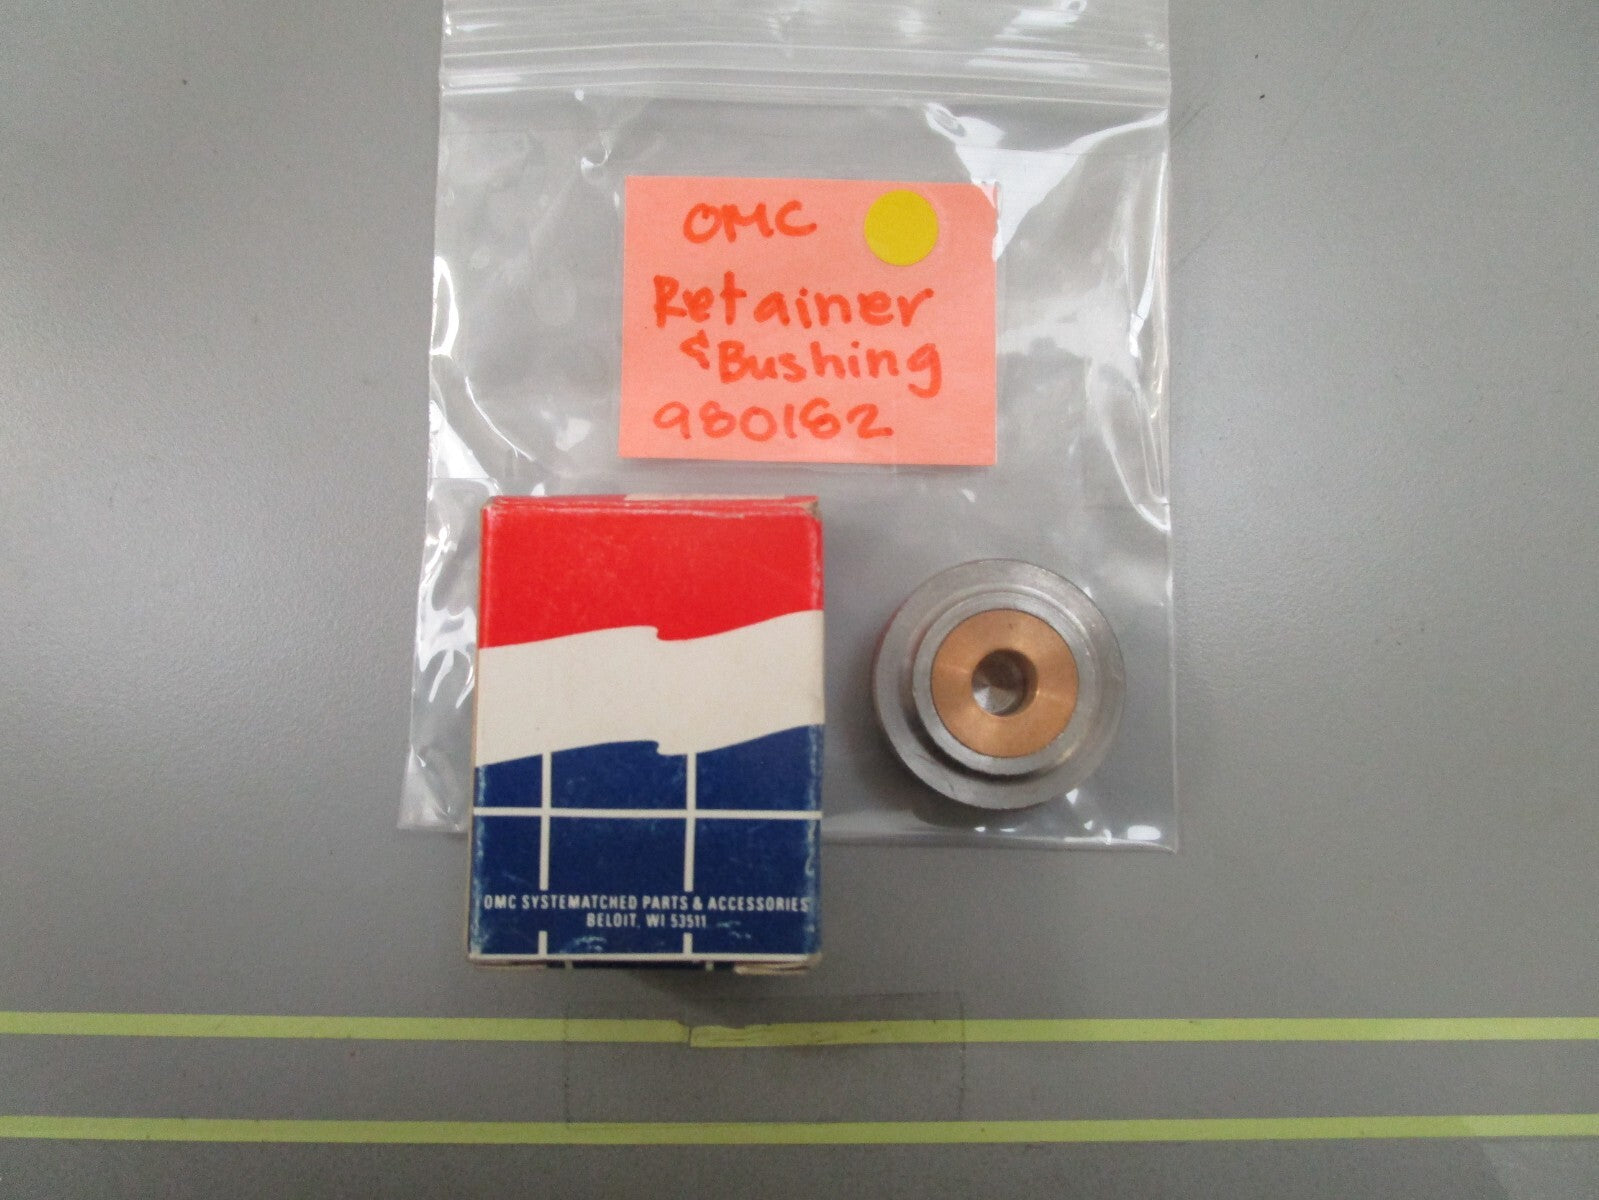 OMC
Retainer
& Bushing
980182
OMC SYSTEMATCHED PARTS & ACCESSORIES
BELOIT, WI 53511